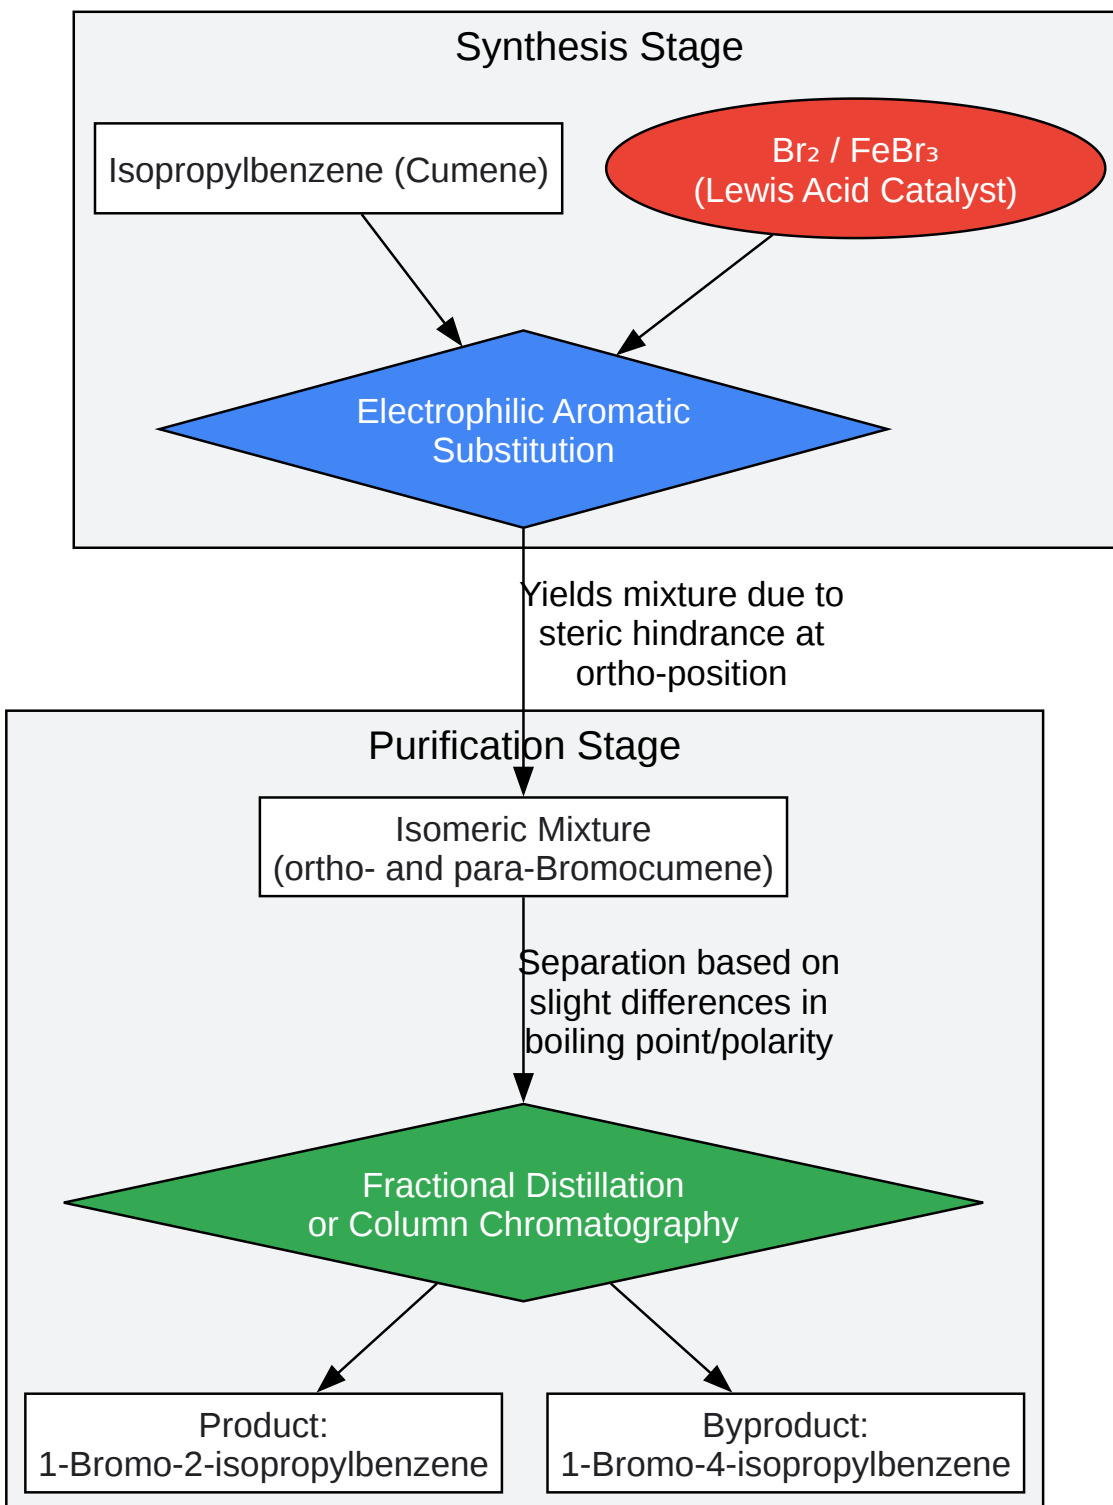 Synthesis Stage
Isopropylbenzene (Cumene)
Br₂ / FeBr₃
(Lewis Acid Catalyst)
Electrophilic Aromatic
Substitution
Yields mixture due to
steric hindrance at
ortho-position
Purification Stage
Isomeric Mixture
(ortho- and para-Bromocumene)
Separation based on
slight differences in
boiling point/polarity
Fractional Distillation
or Column Chromatography
Product:
1-Bromo-2-isopropylbenzene
Byproduct:
1-Bromo-4-isopropylbenzene